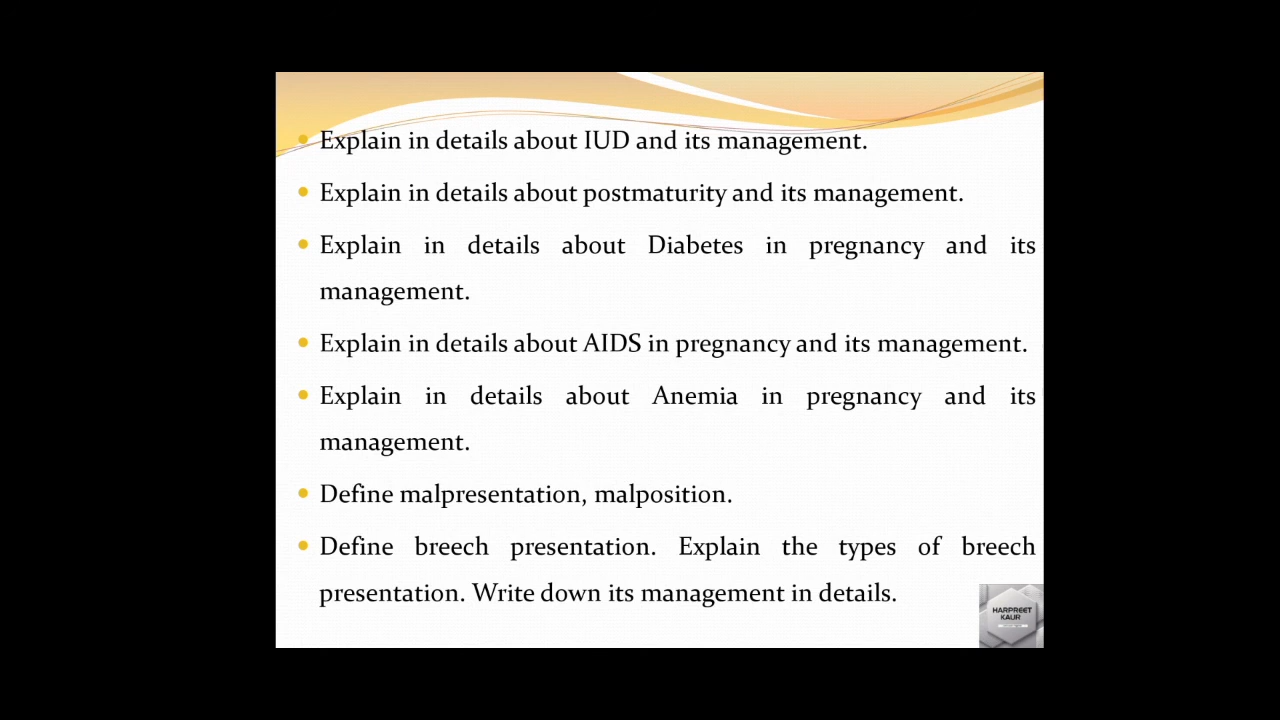 Explain in details about IUD and its management.
Explain in details about postmaturity and its management.
Explain in details about Diabetes in pregnancy and its
management.
Explain in details about AIDS in pregnancy and its management.
Explain in details about Anemia in pregnancy and its
management.
Define malpresentation, malposition.
Define breech presentation. Explain the types of breech
presentation. Write down its management in details.
HARPREET
KAUR